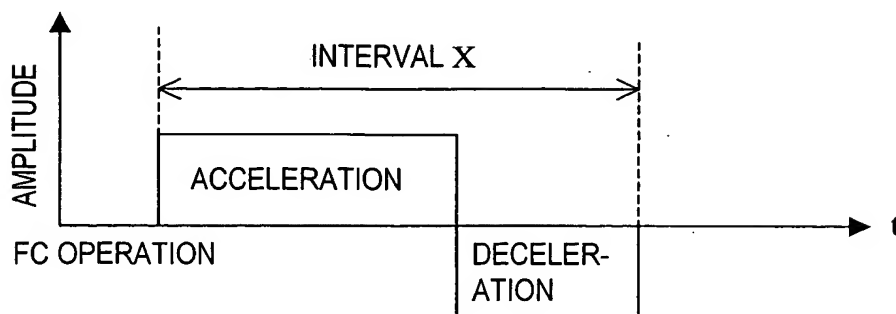 INTERVAL X
AMPLITUDE
ACCELERATION
t
FC OPERATION
DECELER-
ATION